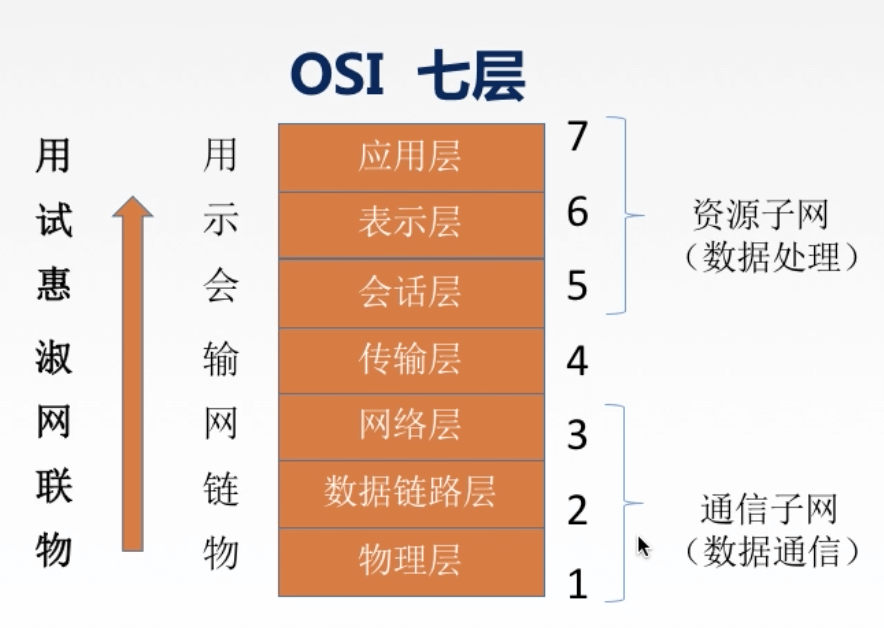 OSI 七层
用 用 应用层 7
试 示 表示层 6
惠 会 会话层 5
资源子网
（数据处理）
淑 输 传输层 4
网 网 网络层 3
联 链 数据链路层 2
物 物 物理层 1
通信子网
（数据通信）